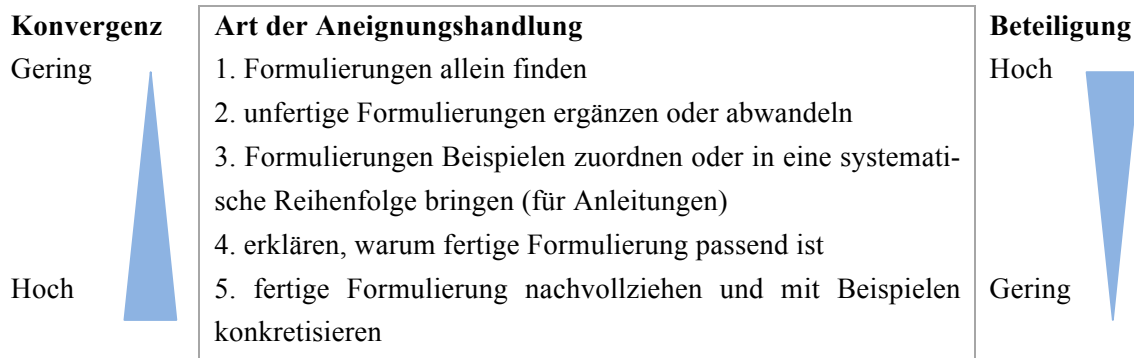 Konvergenz Art der Aneignungshandlung Beteiligung
Gering 1. Formulierungen allein finden Hoch
2. unfertige Formulierungen ergänzen oder abwandeln
3. Formulierungen Beispielen zuordnen oder in eine systemati-
sche Reihenfolge bringen (für Anleitungen)
4. erklären, warum fertige Formulierung passend ist
Hoch 5. fertige Formulierung nachvollziehen und mit Beispielen Gering
konkretisieren